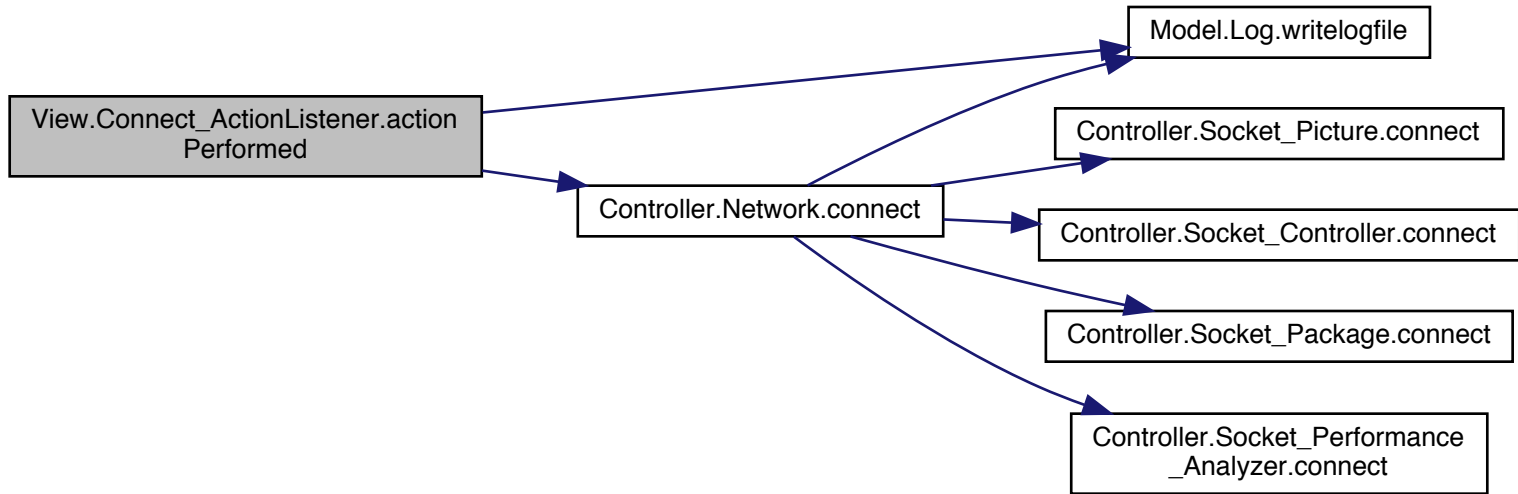 Model.Log.writelogfile
View.Connect_ActionListener.action
Performed
Controller.Socket_Picture.connect
Controller.Network.connect
Controller.Socket_Controller.connect
Controller.Socket_Package.connect
Controller.Socket_Performance
_Analyzer.connect